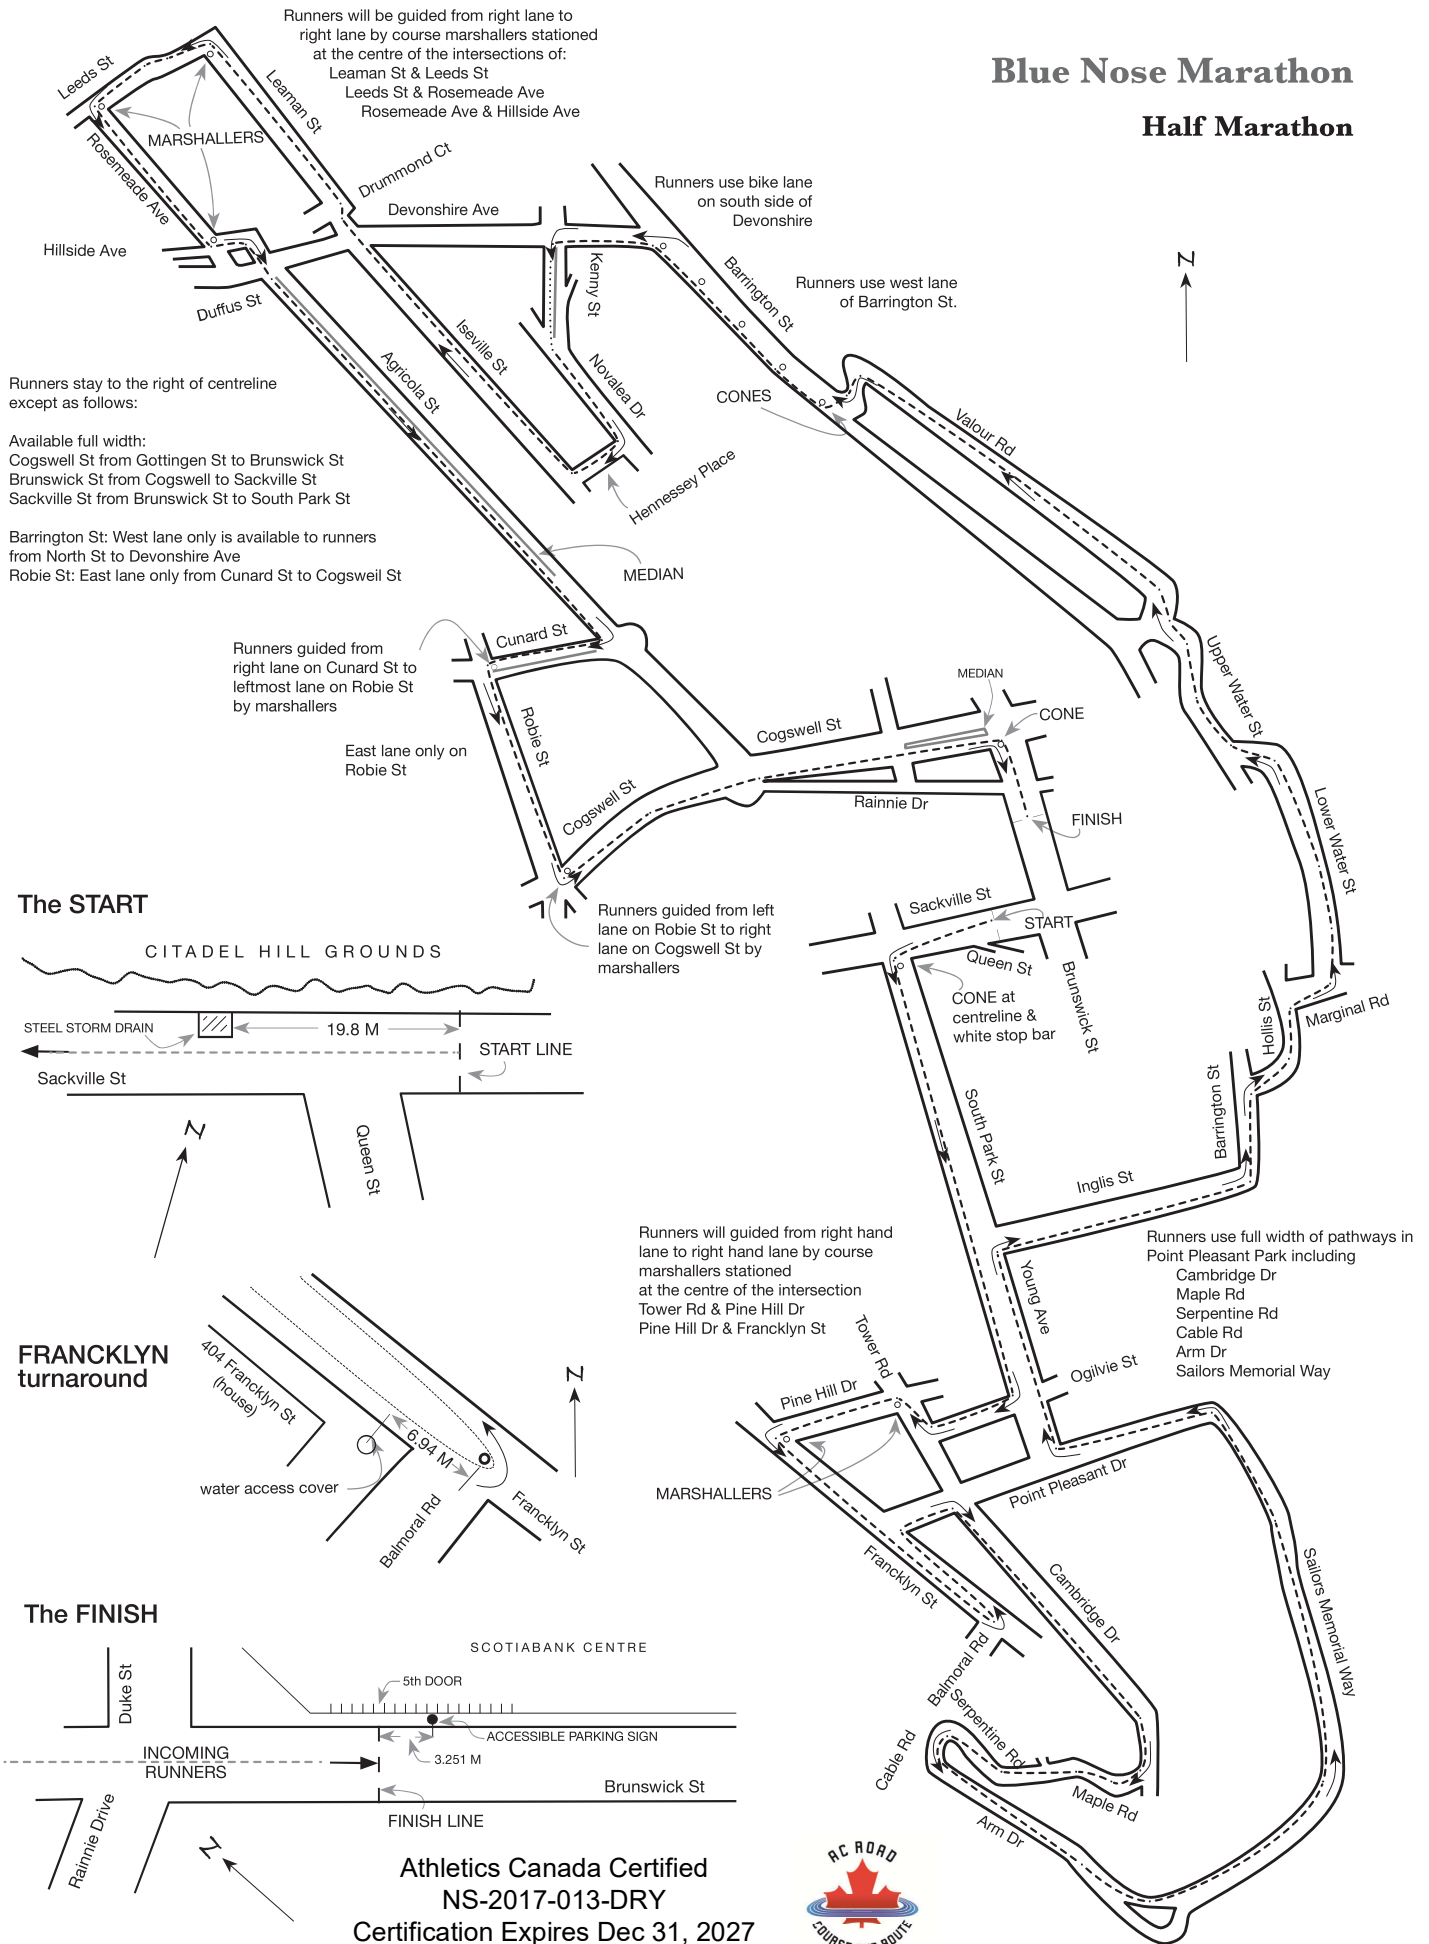 Blue Nose Marathon
Half Marathon
Runners will be guided from right lane to
right lane by course marshallers stationed
at the centre of the intersections of:
Leaman St & Leeds St
Leeds St & Rosemeade Ave
Rosemeade Ave & Hillside Ave
Leeds St
Leaman St
MARSHALLERS
Rosemeade Ave
Drummond Ct
Devonshire Ave
Hillside Ave
Duffus St
Runners use bike lane
on south side of
Devonshire
Kenny St
Barrington St
Runners use west lane
of Barrington St.
N
Iseville St
Agricola St
Novalea Dr
CONES
Valour Rd
Hennessey Place
Runners stay to the right of centreline
except as follows:
Available full width:
Cogswell St from Gottingen St to Brunswick St
Brunswick St from Cogswell to Sackville St
Sackville St from Brunswick St to South Park St
Barrington St: West lane only is available to runners
from North St to Devonshire Ave
Robie St: East lane only from Cunard St to Cogsweil St
MEDIAN
Cunard St
Runners guided from
right lane on Cunard St to
leftmost lane on Robie St
by marshallers
Robie St
East lane only on
Robie St
Cogswell St
Cogswell St
MEDIAN
CONE
Rainnie Dr
FINISH
Upper Water St
Lower Water St
Sackville St
START
Queen St
Brunswick St
CONE at
centreline &
white stop bar
Runners guided from left
lane on Robie St to right
lane on Cogswell St by
marshallers
Hollis St
Marginal Rd
Barrington St
South Park St
Inglis St
The START
CITADEL HILL GROUNDS
STEEL STORM DRAIN
19.8 M
START LINE
Sackville St
Queen St
N
Runners will guided from right hand
lane to right hand lane by course
marshallers stationed
at the centre of the intersection
Tower Rd & Pine Hill Dr
Pine Hill Dr & Francklyn St
Young Ave
Runners use full width of pathways in
Point Pleasant Park including
Cambridge Dr
Maple Rd
Serpentine Rd
Cable Rd
Arm Dr
Sailors Memorial Way
Tower Rd
Ogilvie St
Pine Hill Dr
MARSHALLERS
Point Pleasant Dr
FRANCKLYN
turnaround
404 Francklyn St
(house)
6.94 M
water access cover
Balmoral Rd
Francklyn St
N
Francklyn St
Cambridge Dr
Sailors Memorial Way
Balmoral Rd
Serpentine Rd
Cable Rd
Maple Rd
Arm Dr
The FINISH
SCOTIABANK CENTRE
Duke St
5th DOOR
ACCESSIBLE PARKING SIGN
INCOMING
RUNNERS
3.251 M
Brunswick St
FINISH LINE
Rainnie Drive
N
Athletics Canada Certified
NS-2017-013-DRY
Certification Expires Dec 31, 2027
RC ROAD